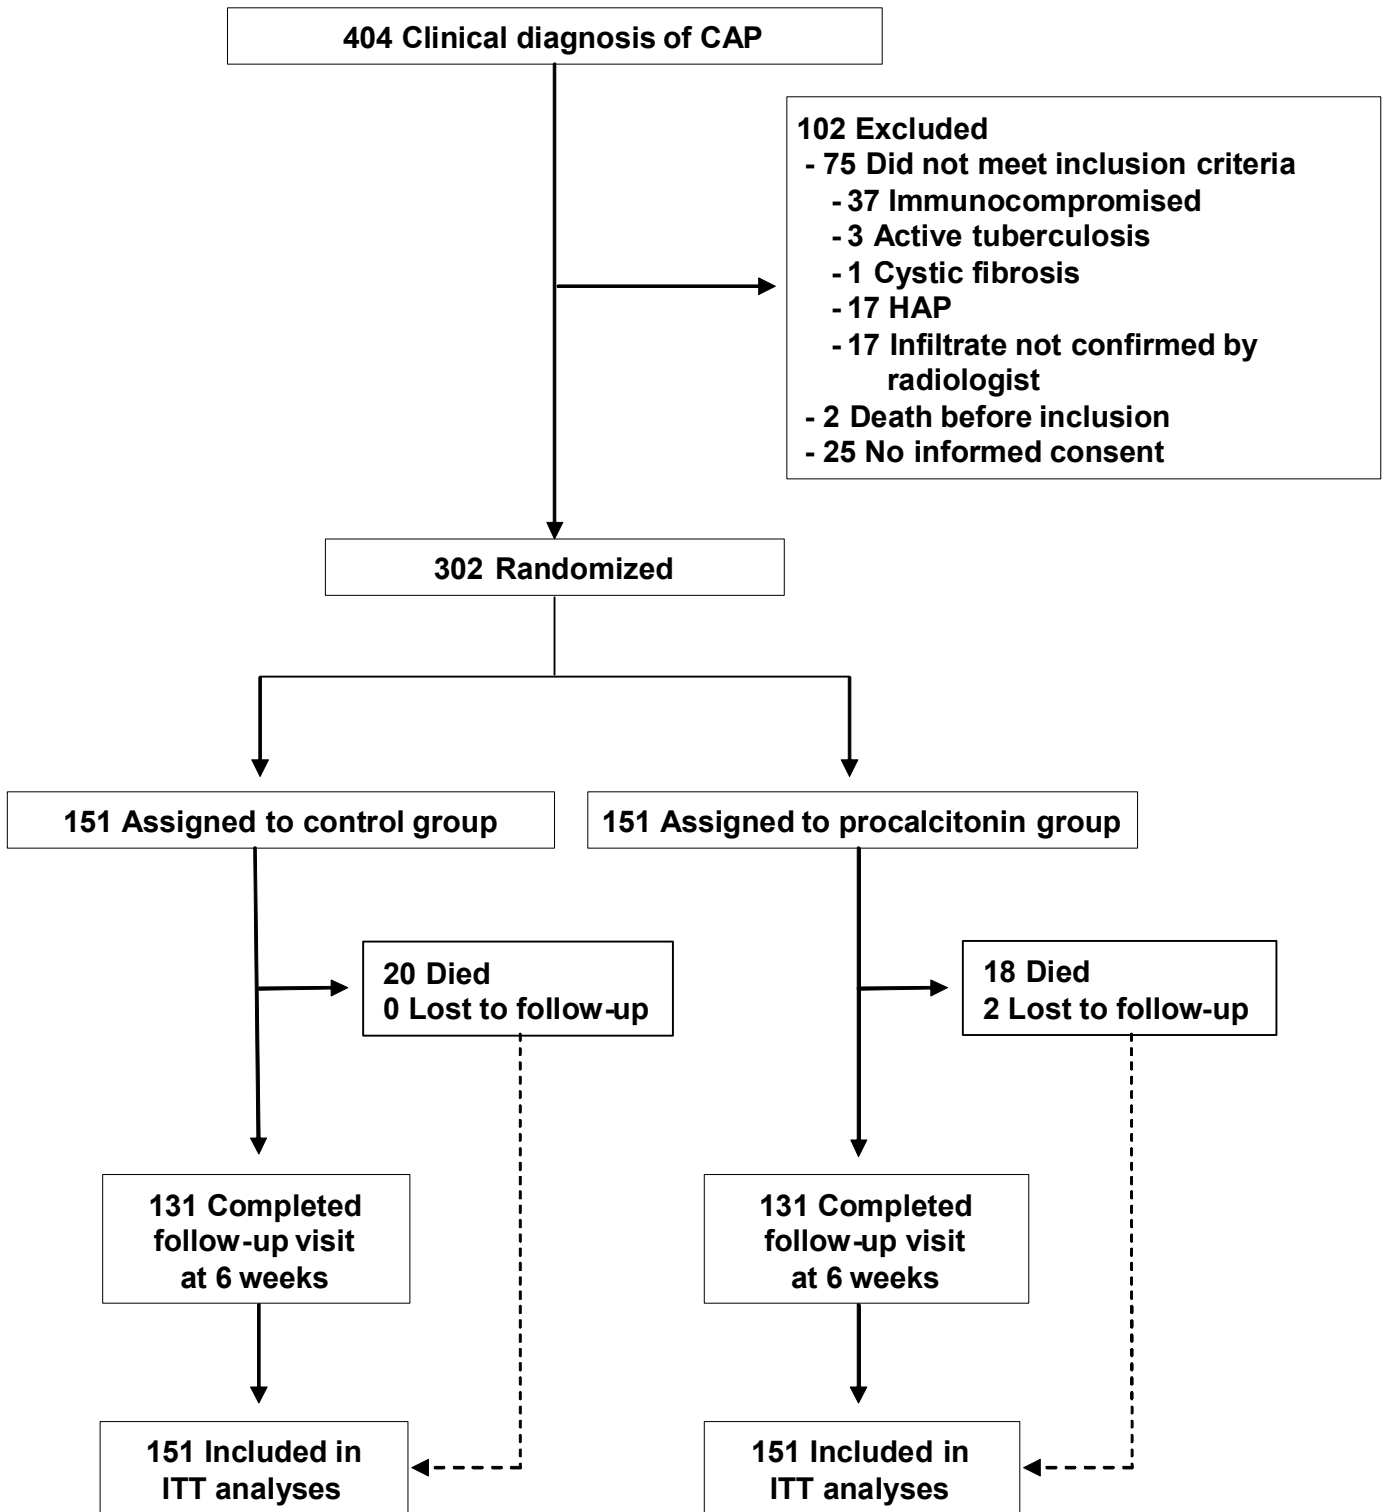 404 Clinical diagnosis of CAP
102 Excluded
- 75 Did not meet inclusion criteria
- 37 Immunocompromised
- 3 Active tuberculosis
- 1 Cystic fibrosis
- 17 HAP
- 17 Infiltrate not confirmed by
radiologist
- 2 Death before inclusion
- 25 No informed consent
302 Randomized
151 Assigned to control group
151 Assigned to procalcitonin group
20 Died
0 Lost to follow-up
18 Died
2 Lost to follow-up
131 Completed
follow-up visit
at 6 weeks
131 Completed
follow-up visit
at 6 weeks
151 Included in
ITT analyses
151 Included in
ITT analyses